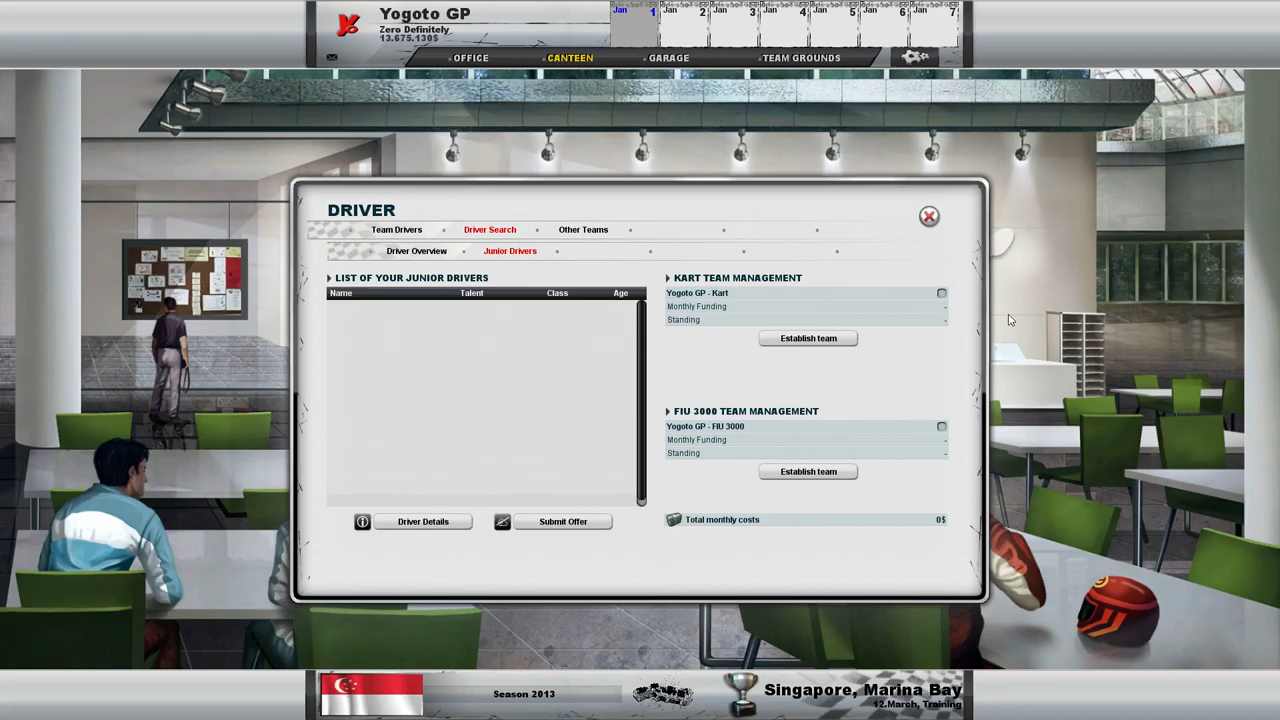 Yogoto GP
Zero Definitely
13.675.130$
Jan 1
Jan 2
Jan 3
Jan 4
Jan 5
Jan 6
Jan 7
OFFICE
CANTEEN
GARAGE
TEAM GROUNDS
DRIVER
Team Drivers
Driver Search
Other Teams
Driver Overview
Junior Drivers
LIST OF YOUR JUNIOR DRIVERS
Name Talent Class Age
Driver Details
Submit Offer
KART TEAM MANAGEMENT
Yogoto GP - Kart
Monthly Funding -
Standing -
Establish team
FIU 3000 TEAM MANAGEMENT
Yogoto GP - FIU 3000
Monthly Funding -
Standing -
Establish team
Total monthly costs 0$
Season 2013
Singapore, Marina Bay
12.March, Training